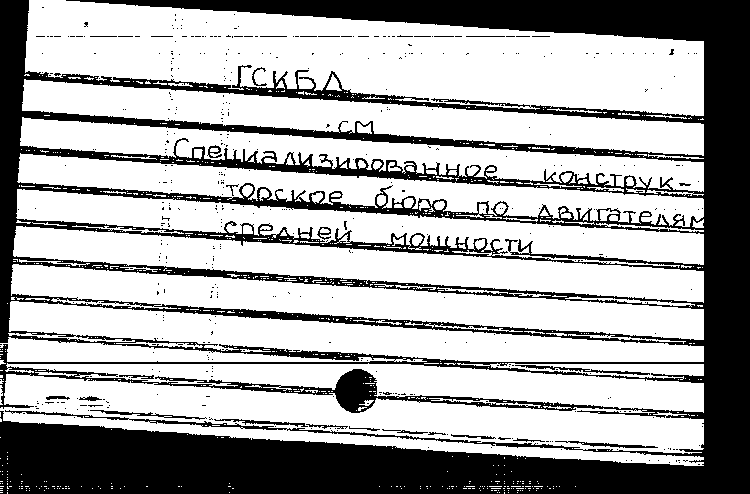 ГСКБД
см
Специализированное конструк-
торское бюро по двигателям
средней мощности